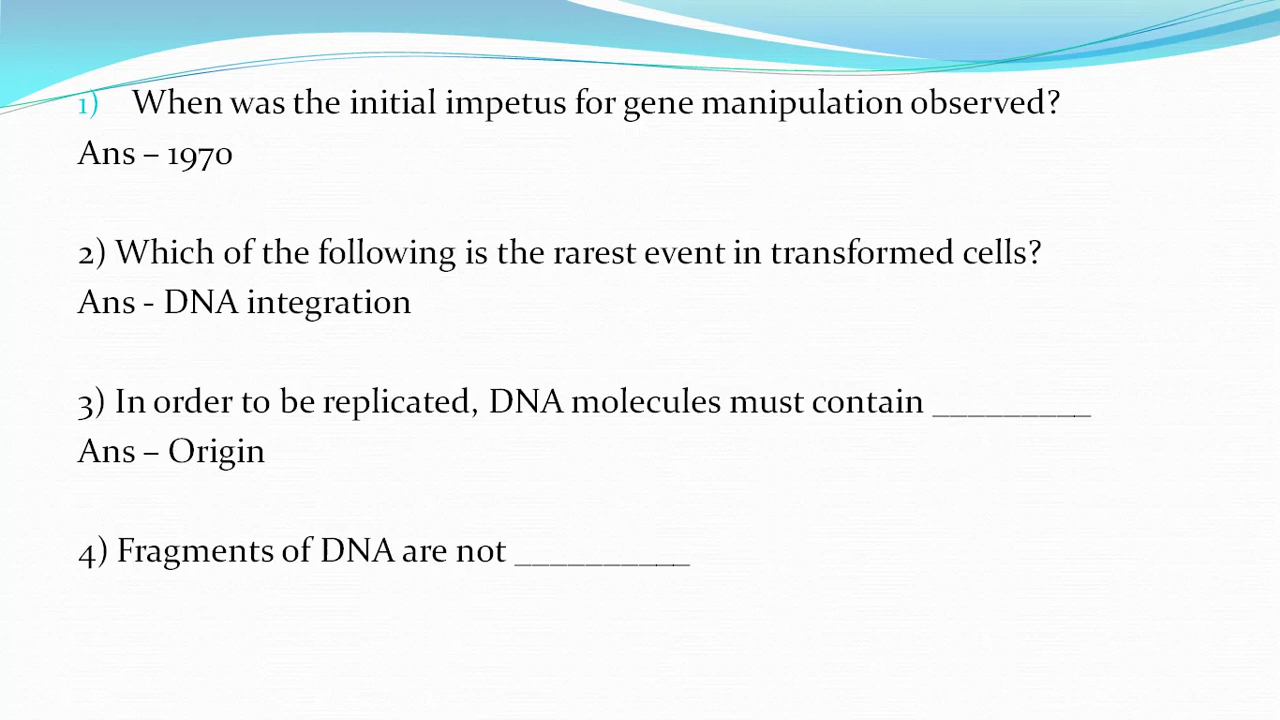 1) When was the initial impetus for gene manipulation observed?
Ans – 1970
2) Which of the following is the rarest event in transformed cells?
Ans - DNA integration
3) In order to be replicated, DNA molecules must contain _________
Ans – Origin
4) Fragments of DNA are not __________